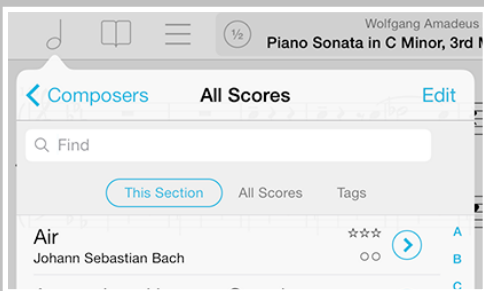 ½
Wolfgang Amadeus
Piano Sonata in C Minor, 3rd
Composers
All Scores
Edit
Find
This Section
All Scores
Tags
Air
Johann Sebastian Bach
A
B
C